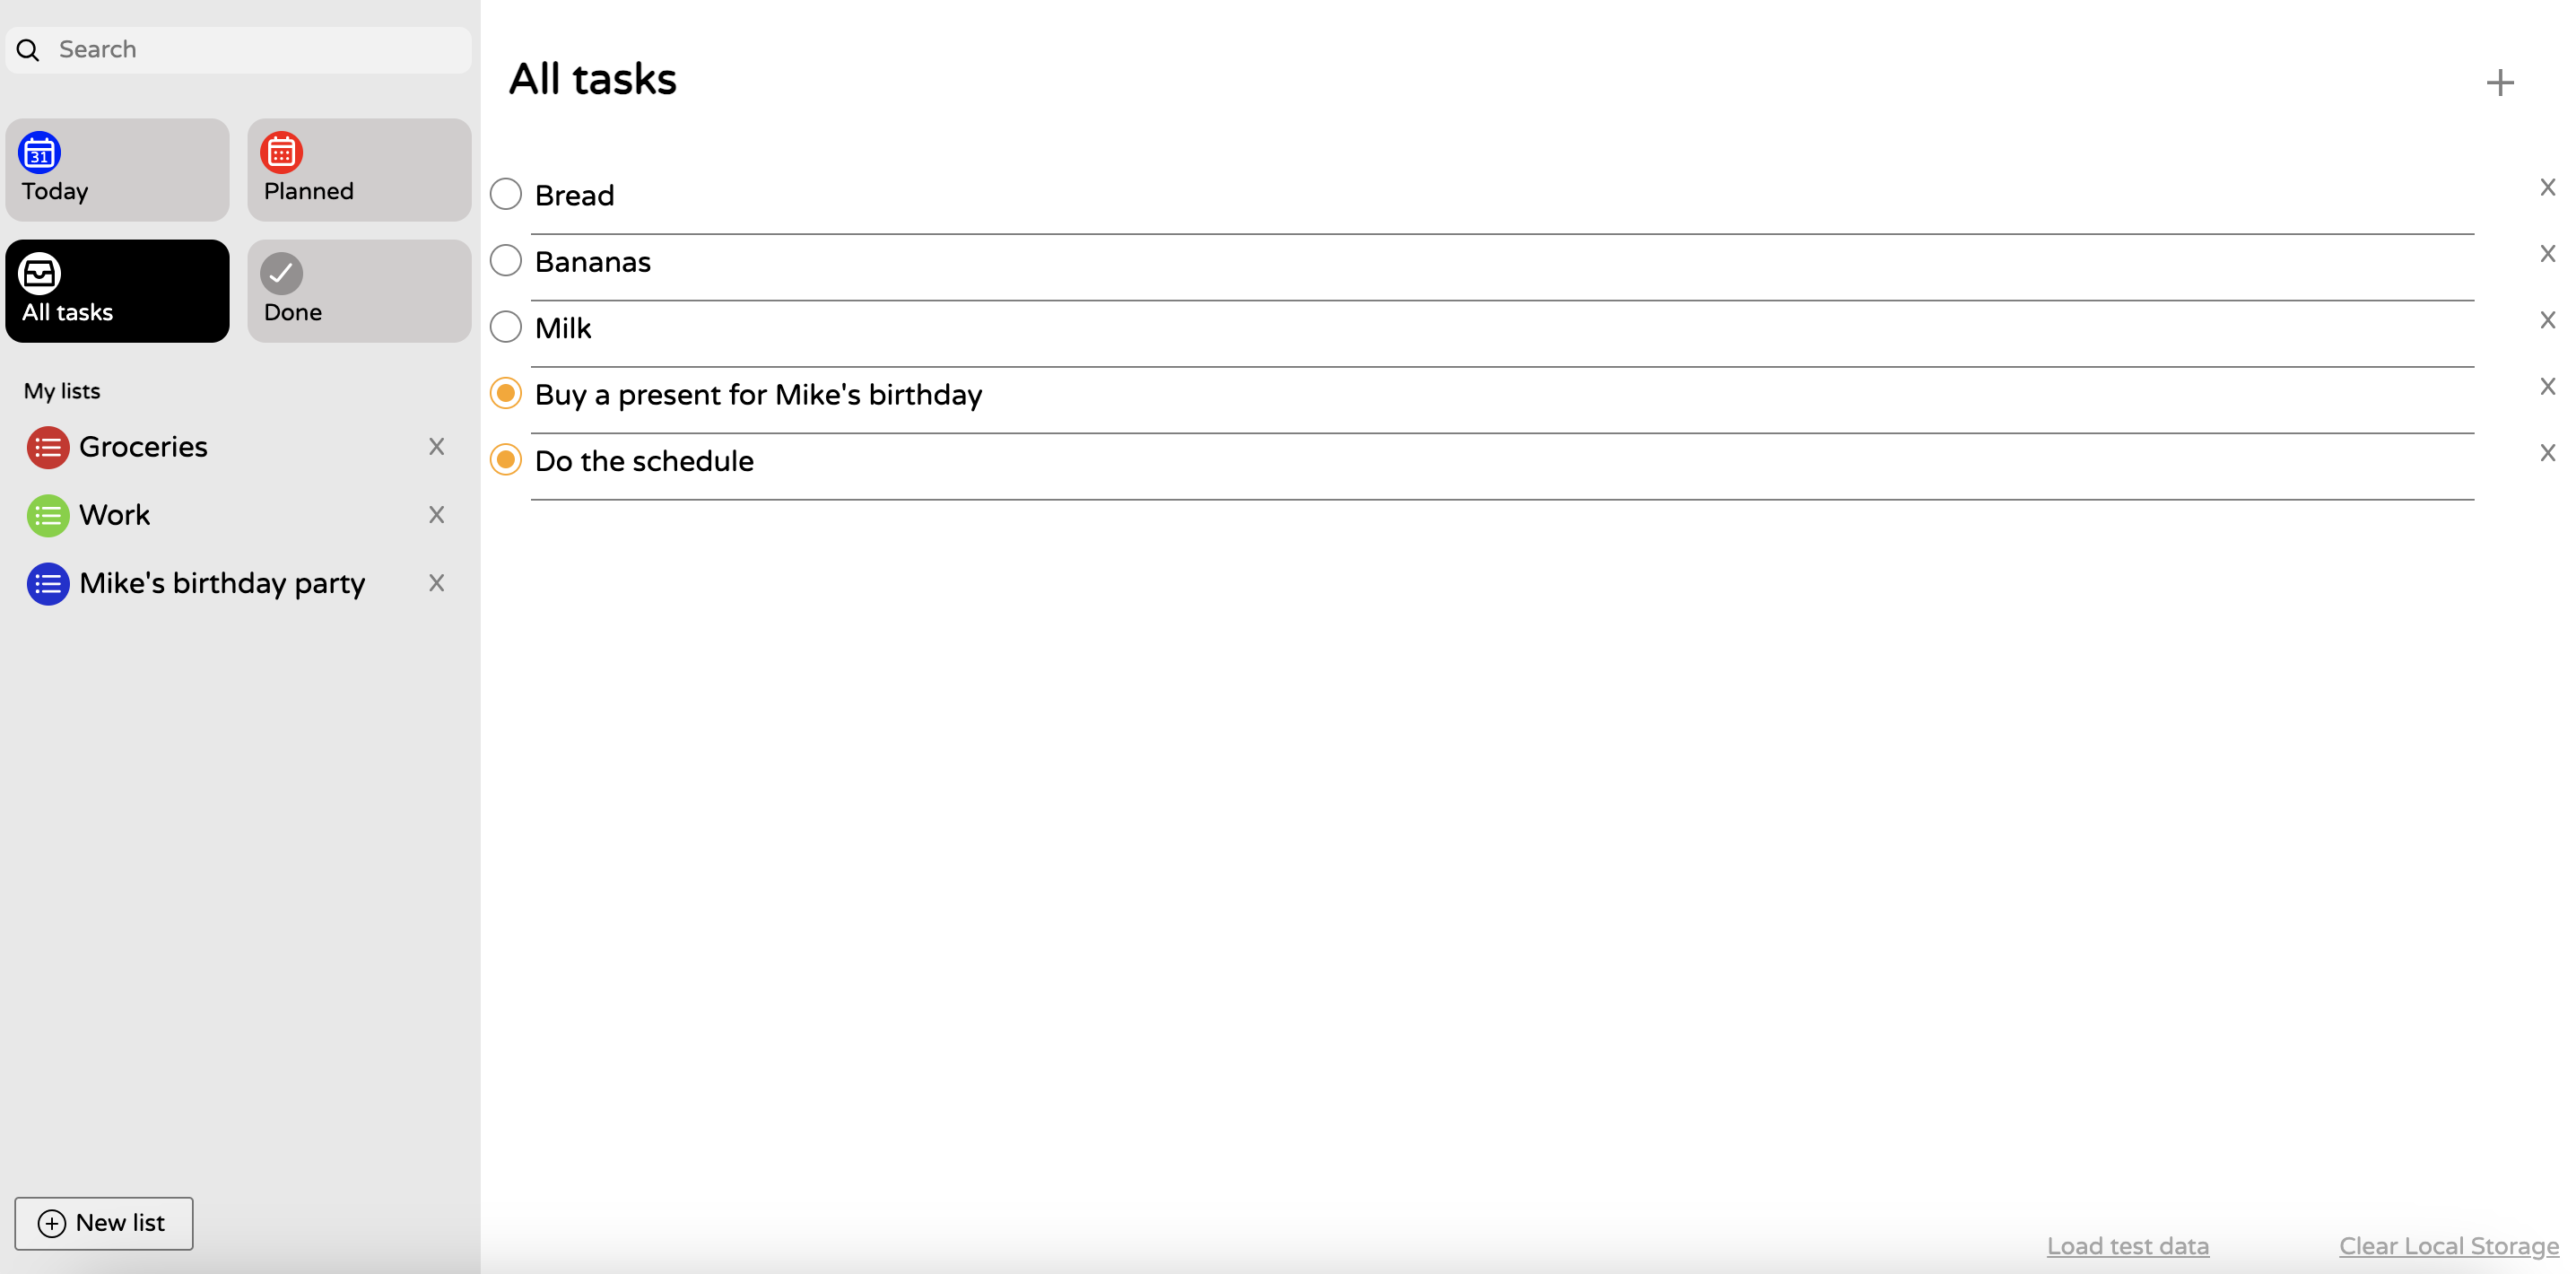 Search
31
Today
Planned
All tasks
Done
My lists
Groceries X
Work X
Mike's birthday party X
New list
All tasks
Bread X
Bananas X
Milk X
Buy a present for Mike's birthday X
Do the schedule X
Load test data
Clear Local Storage